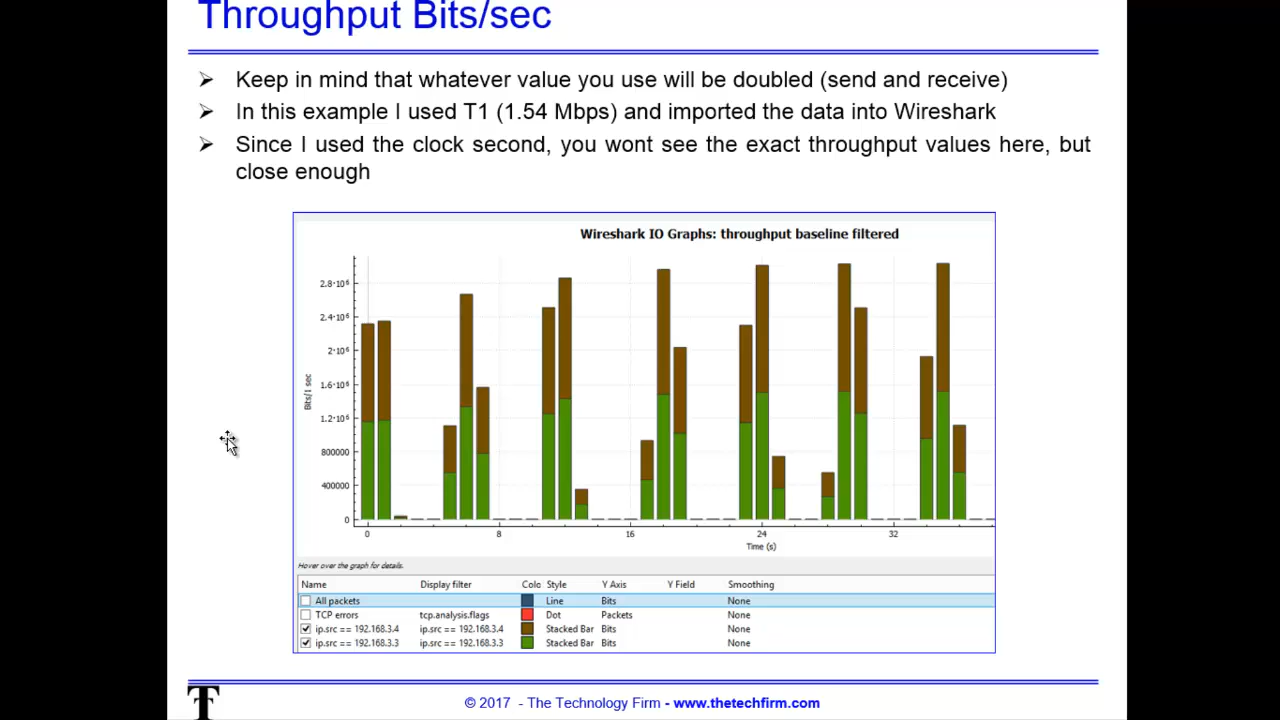 Throughput Bits/sec
➢ Keep in mind that whatever value you use will be doubled (send and receive)
➢ In this example I used T1 (1.54 Mbps) and imported the data into Wireshark
➢ Since I used the clock second, you wont see the exact throughput values here, but
close enough
Wireshark IO Graphs: throughput baseline filtered
2.8·10⁶
2.4·10⁶
2·10⁶
1.6·10⁶
1.2·10⁶
800000
400000
0
Bits/1 sec
0 8 16 24 32
Time (s)
Hover over the graph for details.
Name Display filter Colo Style Y Axis Y Field Smoothing
All packets Line Bits None
TCP errors tcp.analysis.flags Dot Packets None
ip.src == 192.168.3.4 ip.src == 192.168.3.4 Stacked Bar Bits None
ip.src == 192.168.3.3 ip.src == 192.168.3.3 Stacked Bar Bits None
T
© 2017 - The Technology Firm - www.thetechfirm.com